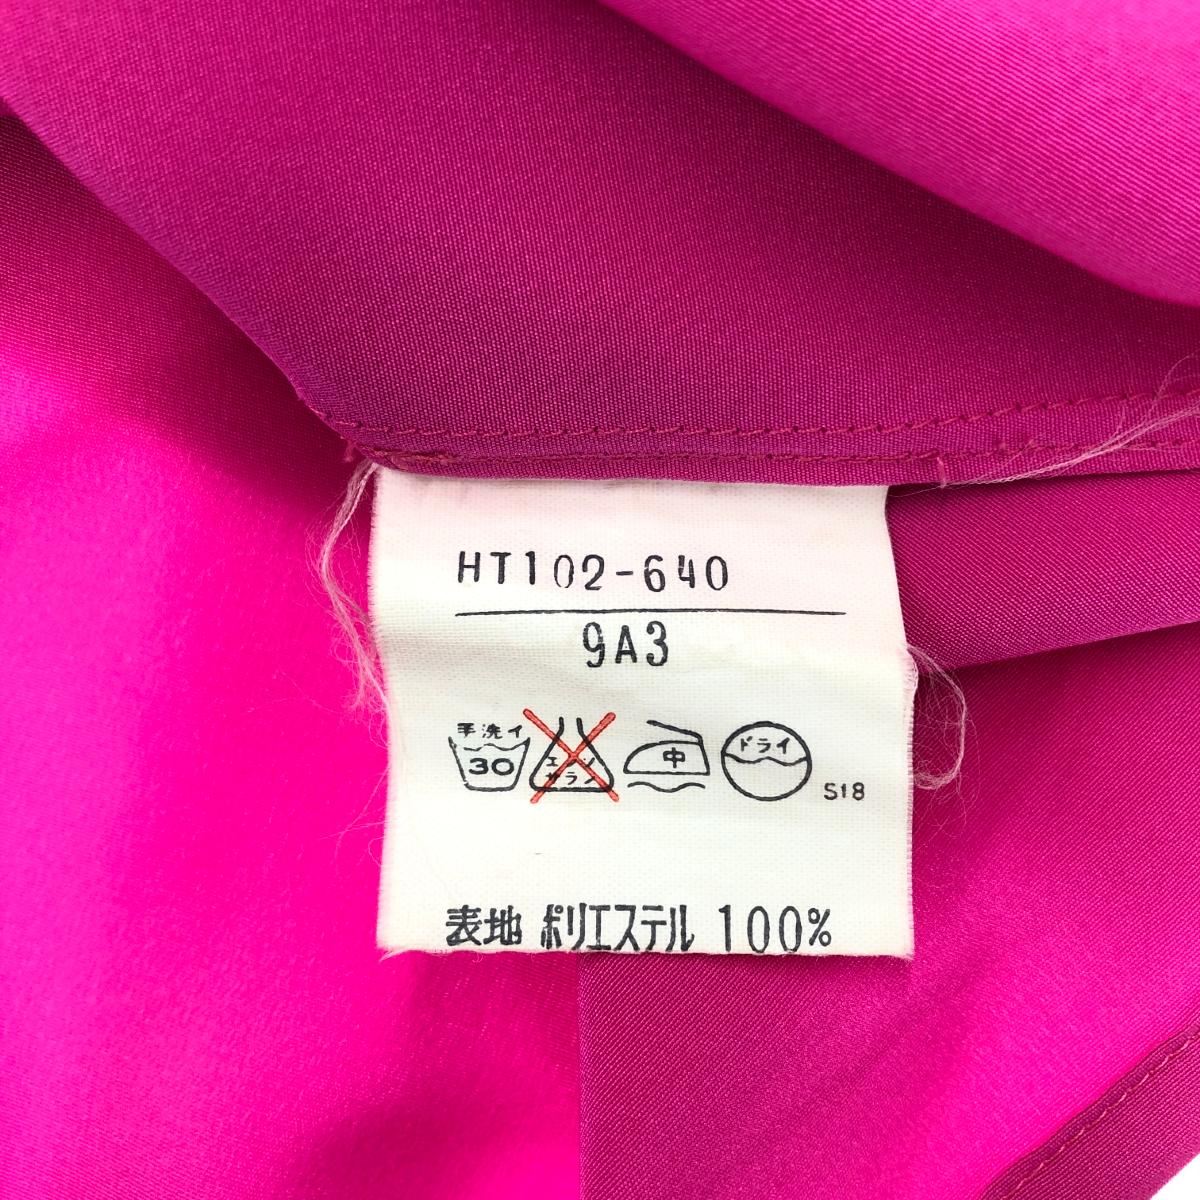 HT102-640
9A3
手洗イ
30
エンソ
サラシ
中
ドライ
S18
表地 ポリエステル 100%